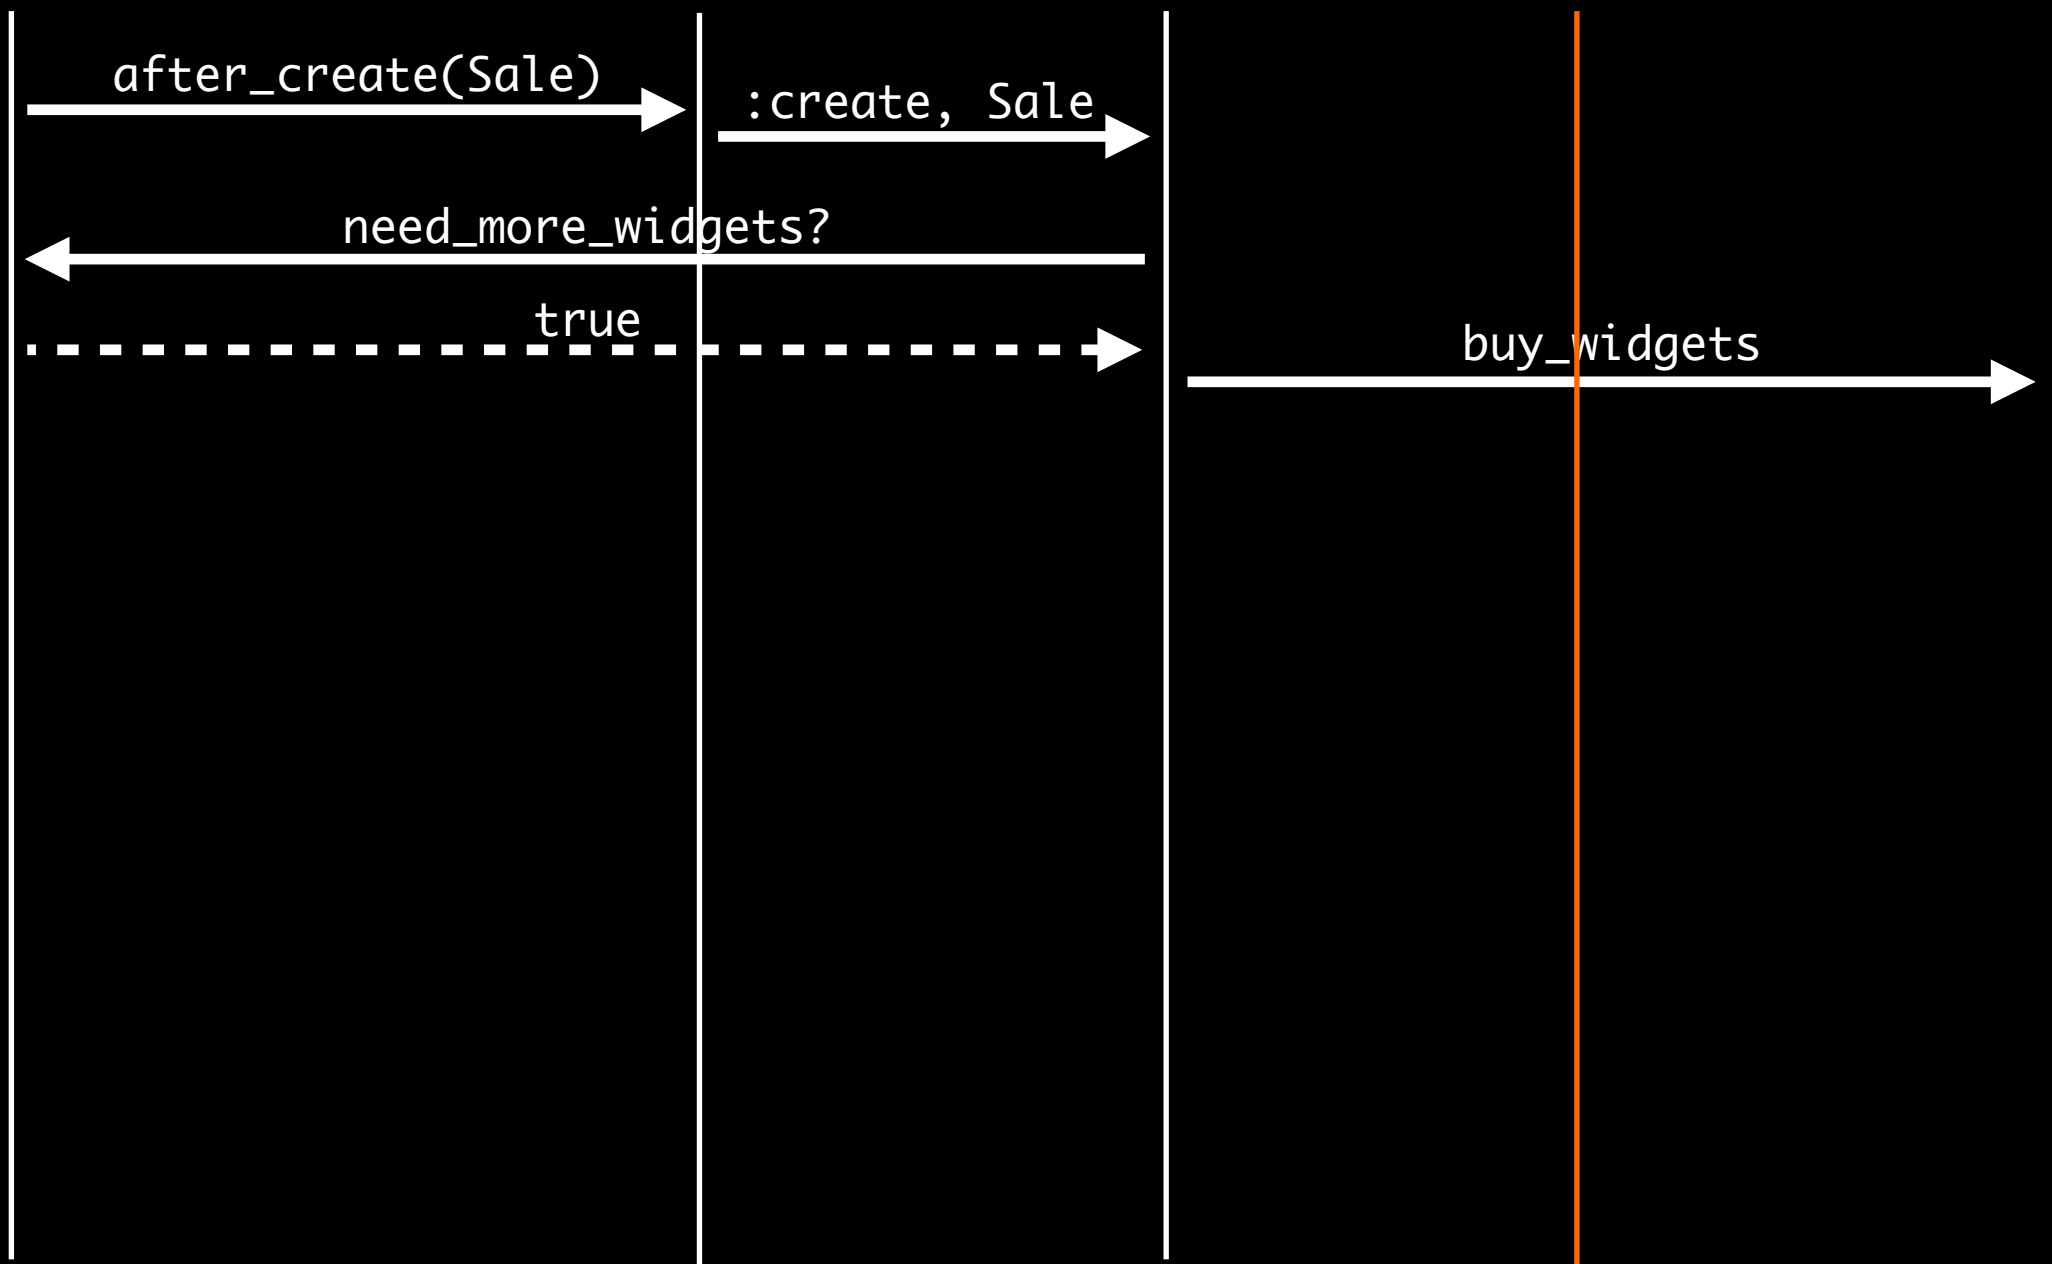 after_create(Sale)
:create, Sale
need_more_widgets?
true
buy_widgets